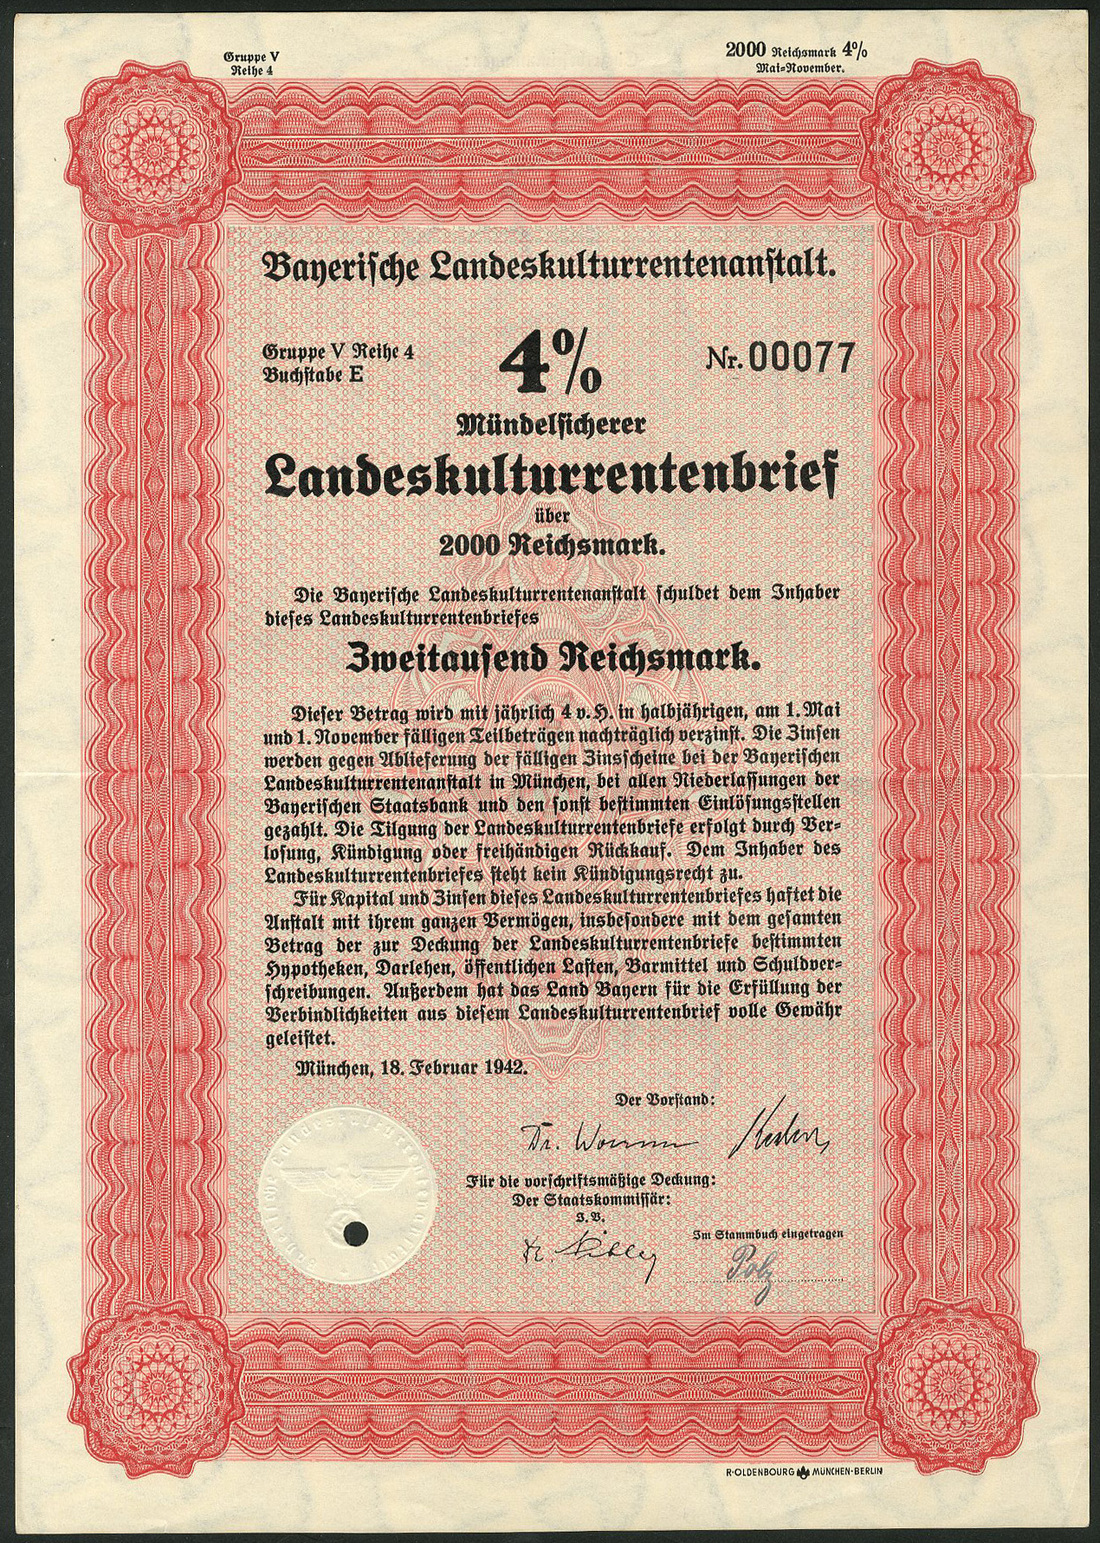 Gruppe V
Reihe 4
2000 Reichsmark 4%
Mai=November.
Bayerische Landeskulturrentenanstalt.
Gruppe V Reihe 4
Buchstabe E
4%
Nr. 00077
Mündelsicherer
Landeskulturrentenbrief
über
2000 Reichsmark.
Die Bayerische Landeskulturrentenanstalt schuldet dem Inhaber
dieses Landeskulturrentenbriefes
Zweitausend Reichsmark.
Dieser Betrag wird mit jährlich 4 v. H. in halbjährigen, am 1. Mai
und 1. November fälligen Teilbeträgen nachträglich verzinst. Die Zinsen
werden gegen Ablieferung der fälligen Zinsscheine bei der Bayerischen
Landeskulturrentenanstalt in München, bei allen Niederlassungen der
Bayerischen Staatsbank und den sonst bestimmten Einlösungsstellen
gezahlt. Die Tilgung der Landeskulturrentenbriefe erfolgt durch Ver=
losung, Kündigung oder freihändigen Rückkauf. Dem Inhaber des
Landeskulturrentenbriefes steht kein Kündigungsrecht zu.
Für Kapital und Zinsen dieses Landeskulturrentenbriefes haftet die
Anstalt mit ihrem ganzen Vermögen, insbesondere mit dem gesamten
Betrag der zur Deckung der Landeskulturrentenbriefe bestimmten
Hypotheken, Darlehen, öffentlichen Lasten, Barmittel und Schuldver=
schreibungen. Außerdem hat das Land Bayern für die Erfüllung der
Verbindlichkeiten aus diesem Landeskulturrentenbrief volle Gewähr
geleistet.
München, 18. Februar 1942.
Der Vorstand:
Dr.
Für die vorschriftsmäßige Deckung:
Der Staatskommissär:
I. V.
Dr.
Im Stammbuch eingetragen
Polz
R·OLDENBOURG MÜNCHEN·BERLIN